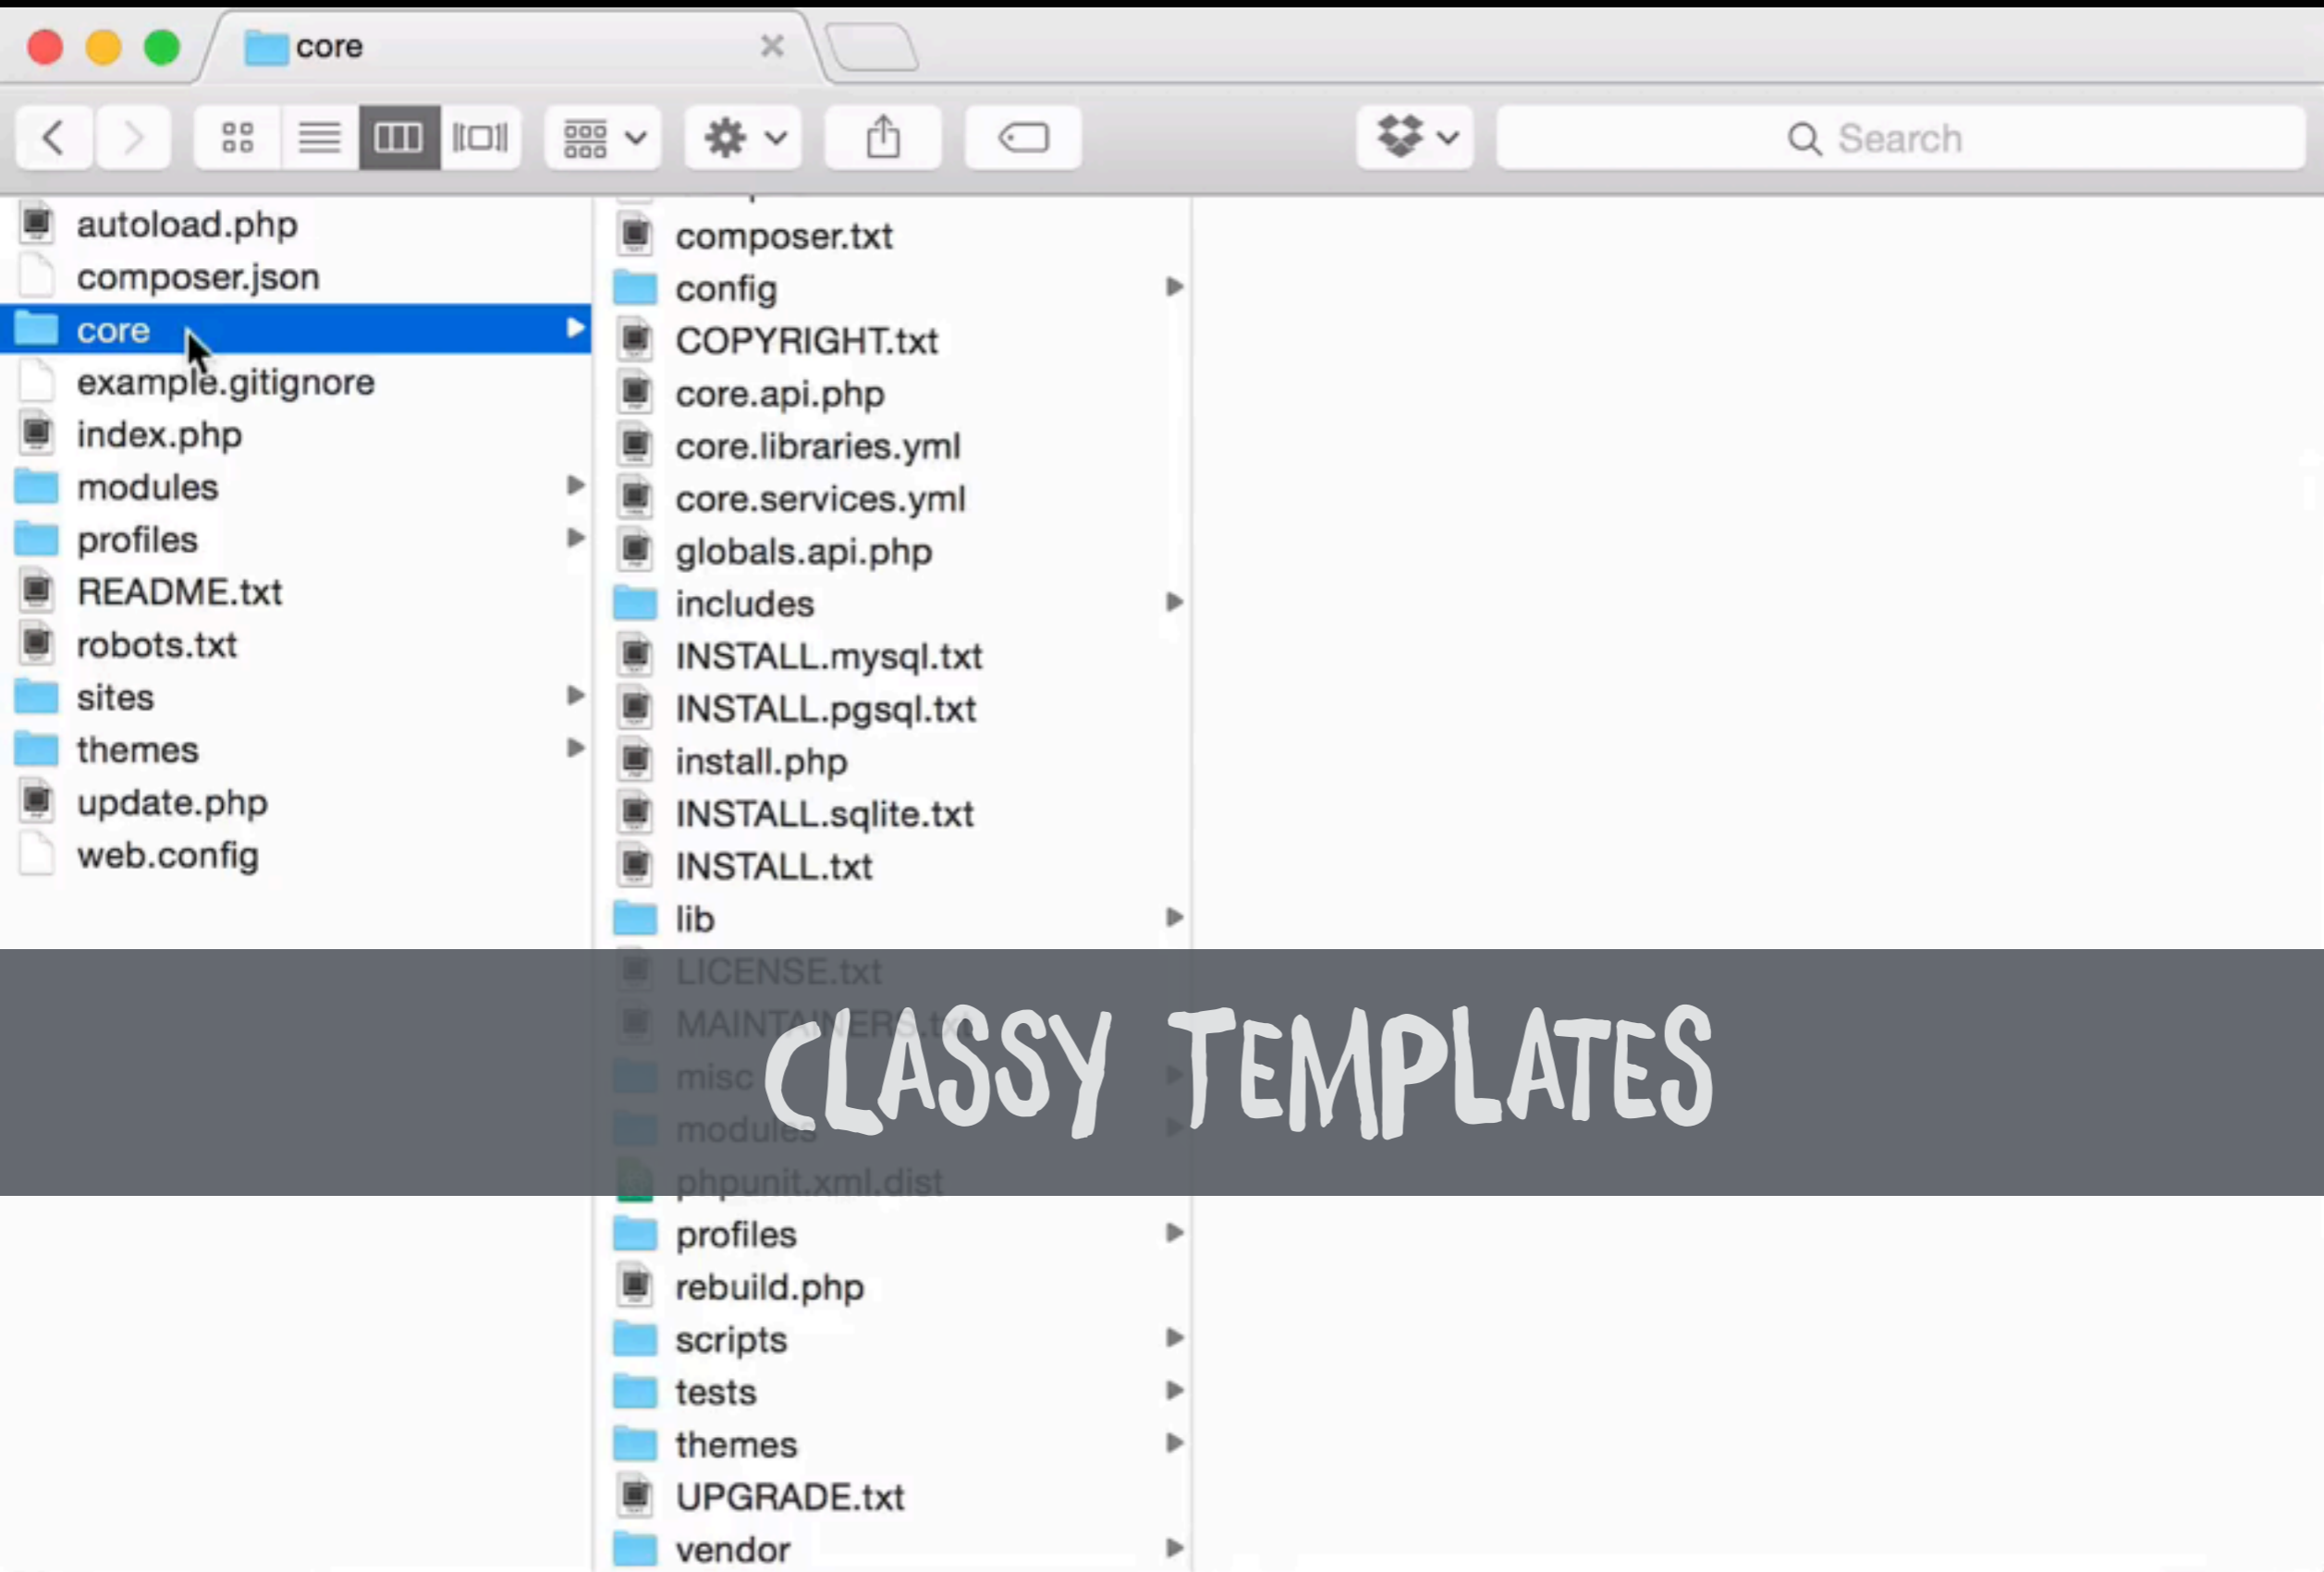 core
Search
autoload.php
composer.json
core
example.gitignore
index.php
modules
profiles
README.txt
robots.txt
sites
themes
update.php
web.config
composer.txt
config
COPYRIGHT.txt
core.api.php
core.libraries.yml
core.services.yml
globals.api.php
includes
INSTALL.mysql.txt
INSTALL.pgsql.txt
install.php
INSTALL.sqlite.txt
INSTALL.txt
lib
LICENSE.txt
MAINTAINERS.txt
misc
modules
phpunit.xml.dist
profiles
rebuild.php
scripts
tests
themes
UPGRADE.txt
vendor
CLASSY TEMPLATES